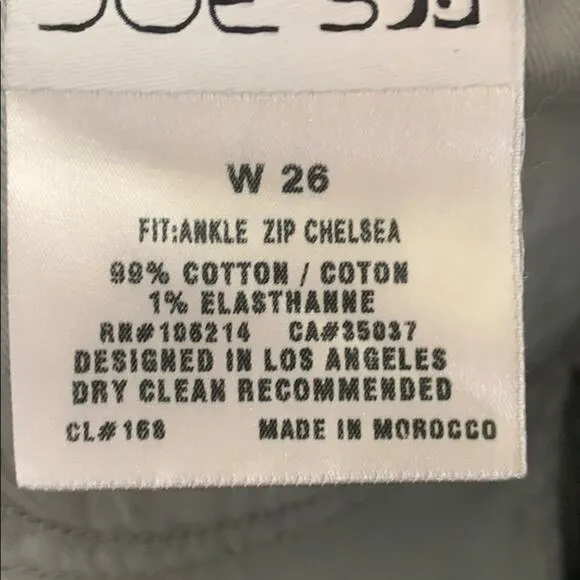 JOE'S
W 26
FIT:ANKLE ZIP CHELSEA
99% COTTON / COTON
1% ELASTHANNE
RN#106214 CA#35037
DESIGNED IN LOS ANGELES
DRY CLEAN RECOMMENDED
CL# 168 MADE IN MOROCCO